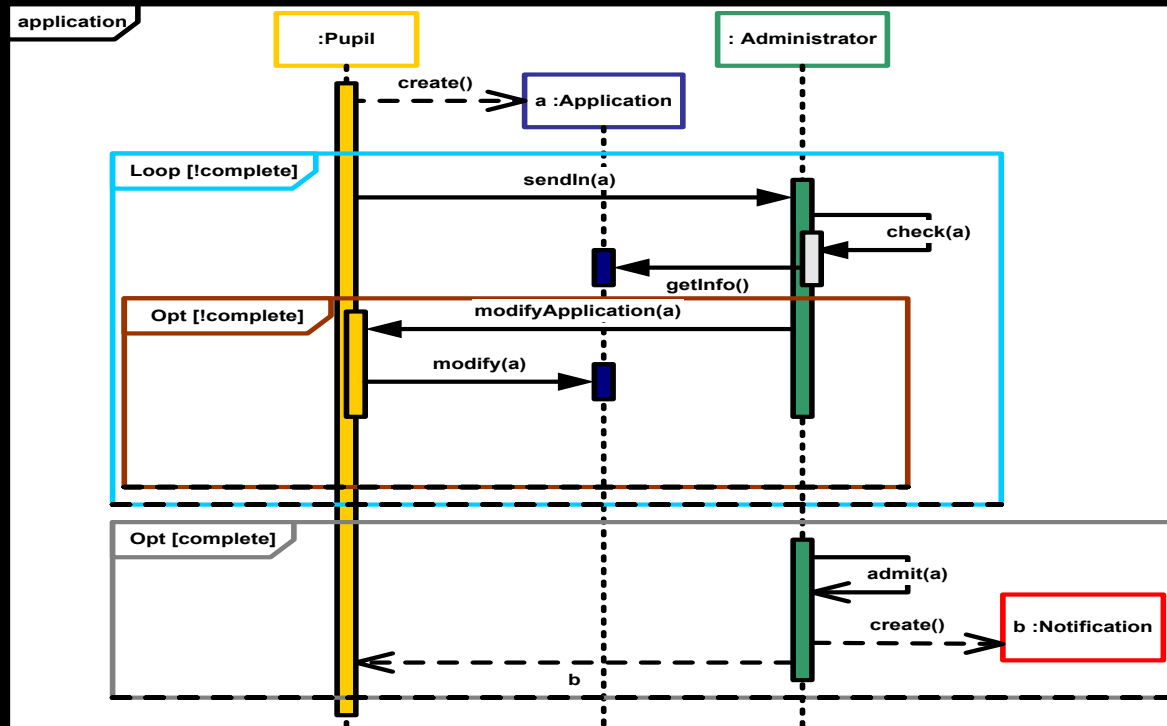 application
:Pupil
: Administrator
create()
a :Application
Loop [!complete]
sendIn(a)
check(a)
getInfo()
Opt [!complete]
modifyApplication(a)
modify(a)
Opt [complete]
admit(a)
create()
b :Notification
b